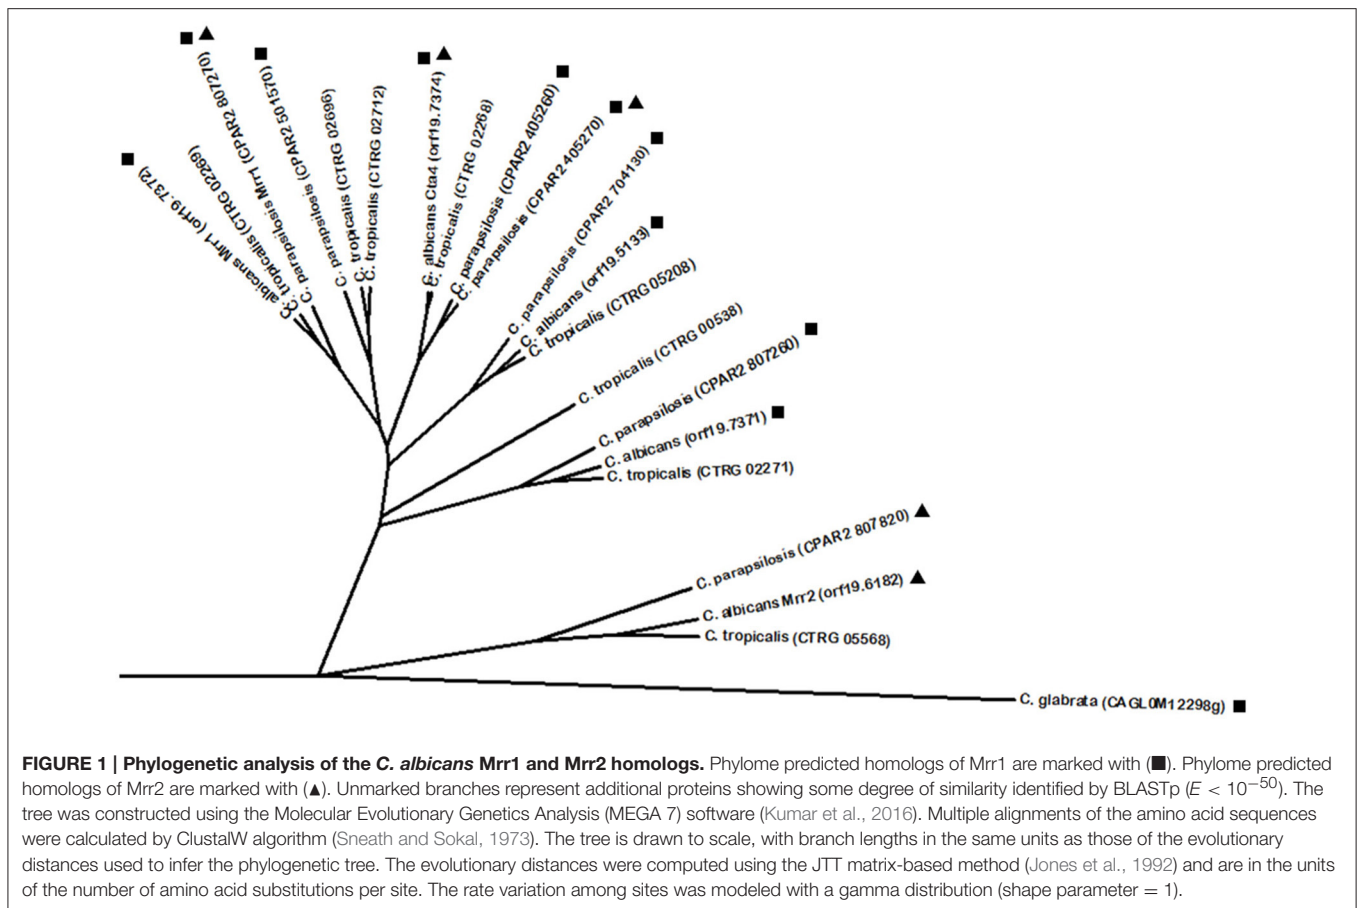 ■ C. albicans Mrr1 (orf19.7372)
C. tropicalis (CTRG 02269)
■ ▲ C. parapsilosis Mrr1 (CPAR2 807270)
■ C. parapsilosis (CPAR2 501570)
C. tropicalis (CTRG 02696)
C. tropicalis (CTRG 02712)
■ ▲ C. albicans Cta4 (orf19.7374)
C. tropicalis (CTRG 02268)
C. parapsilosis (CPAR2 405260) ■
C. parapsilosis (CPAR2 405270) ■ ▲
C. parapsilosis (CPAR2 704130) ■
C. albicans (orf19.5133) ■
C. tropicalis (CTRG 05208)
C. tropicalis (CTRG 00538)
C. parapsilosis (CPAR2 807260) ■
C. albicans (orf19.7371) ■
C. tropicalis (CTRG 02271)
C. parapsilosis (CPAR2 807820) ▲
C. albicans Mrr2 (orf19.6182) ▲
C. tropicalis (CTRG 05568)
C. glabrata (CAGL0M12298g) ■
FIGURE 1 | Phylogenetic analysis of the C. albicans Mrr1 and Mrr2 homologs. Phylome predicted homologs of Mrr1 are marked with (■). Phylome predicted
homologs of Mrr2 are marked with (▲). Unmarked branches represent additional proteins showing some degree of similarity identified by BLASTp (E < 10⁻⁵⁰). The
tree was constructed using the Molecular Evolutionary Genetics Analysis (MEGA 7) software (Kumar et al., 2016). Multiple alignments of the amino acid sequences
were calculated by ClustalW algorithm (Sneath and Sokal, 1973). The tree is drawn to scale, with branch lengths in the same units as those of the evolutionary
distances used to infer the phylogenetic tree. The evolutionary distances were computed using the JTT matrix-based method (Jones et al., 1992) and are in the units
of the number of amino acid substitutions per site. The rate variation among sites was modeled with a gamma distribution (shape parameter = 1).